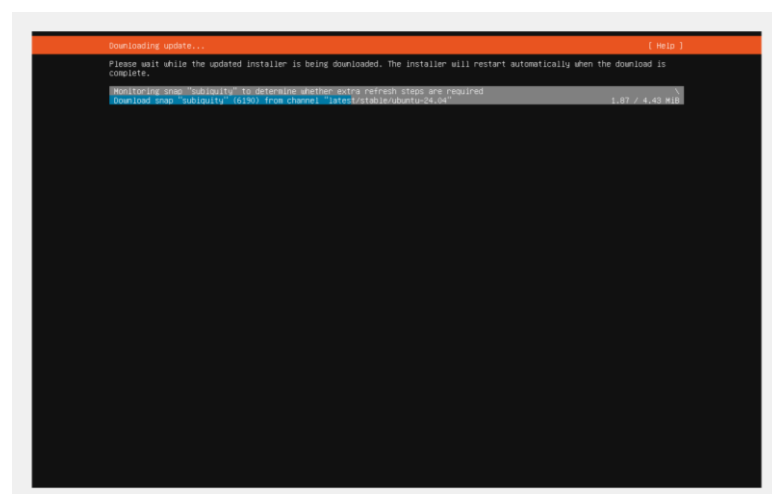 Downloading update... [ Help ]
Please wait while the updated installer is being downloaded. The installer will restart automatically when the download is
complete.
Monitoring snap "subiquity" to determine whether extra refresh steps are required \
Download snap "subiquity" (6190) from channel "latest/stable/ubuntu-24.04" 1.87 / 4.43 MiB